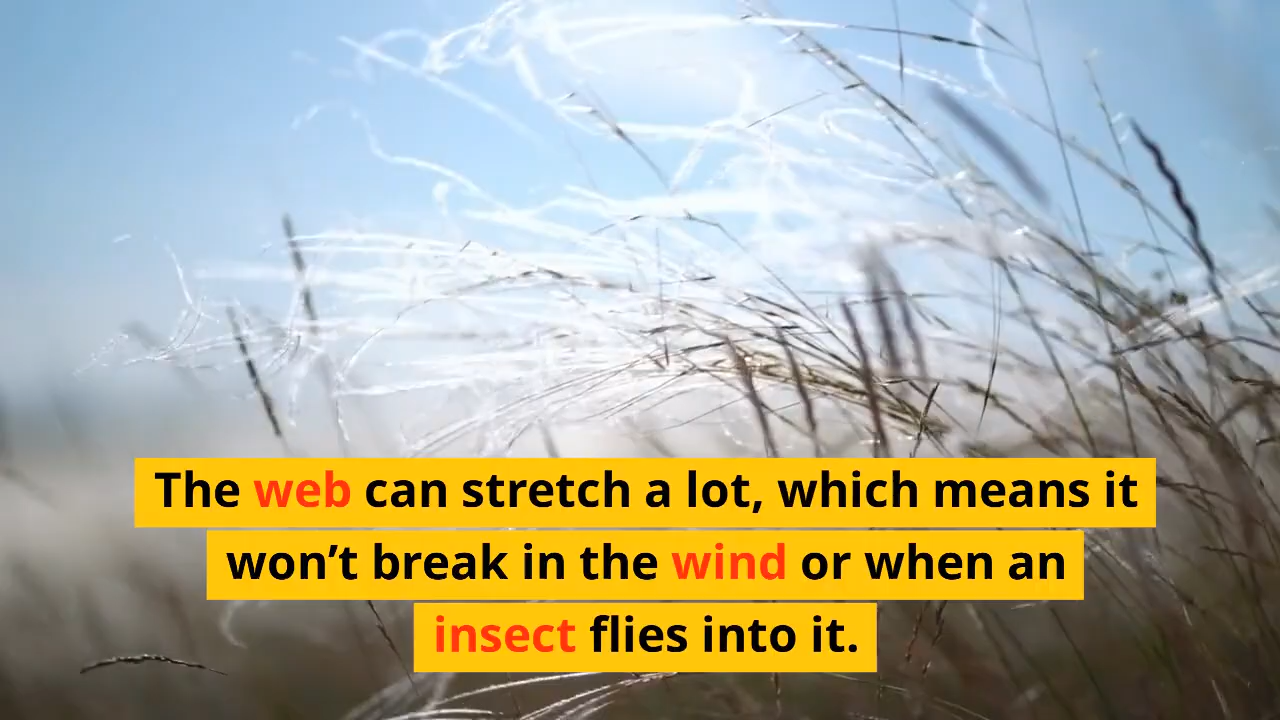 The web can stretch a lot, which means it
won’t break in the wind or when an
insect flies into it.